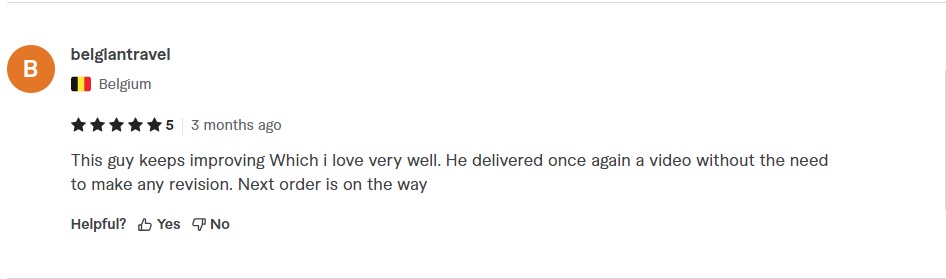 B
belglantravel
Belgium
5 3 months ago
This guy keeps improving Which i love very well. He delivered once again a video without the need
to make any revision. Next order is on the way
Helpful? Yes No